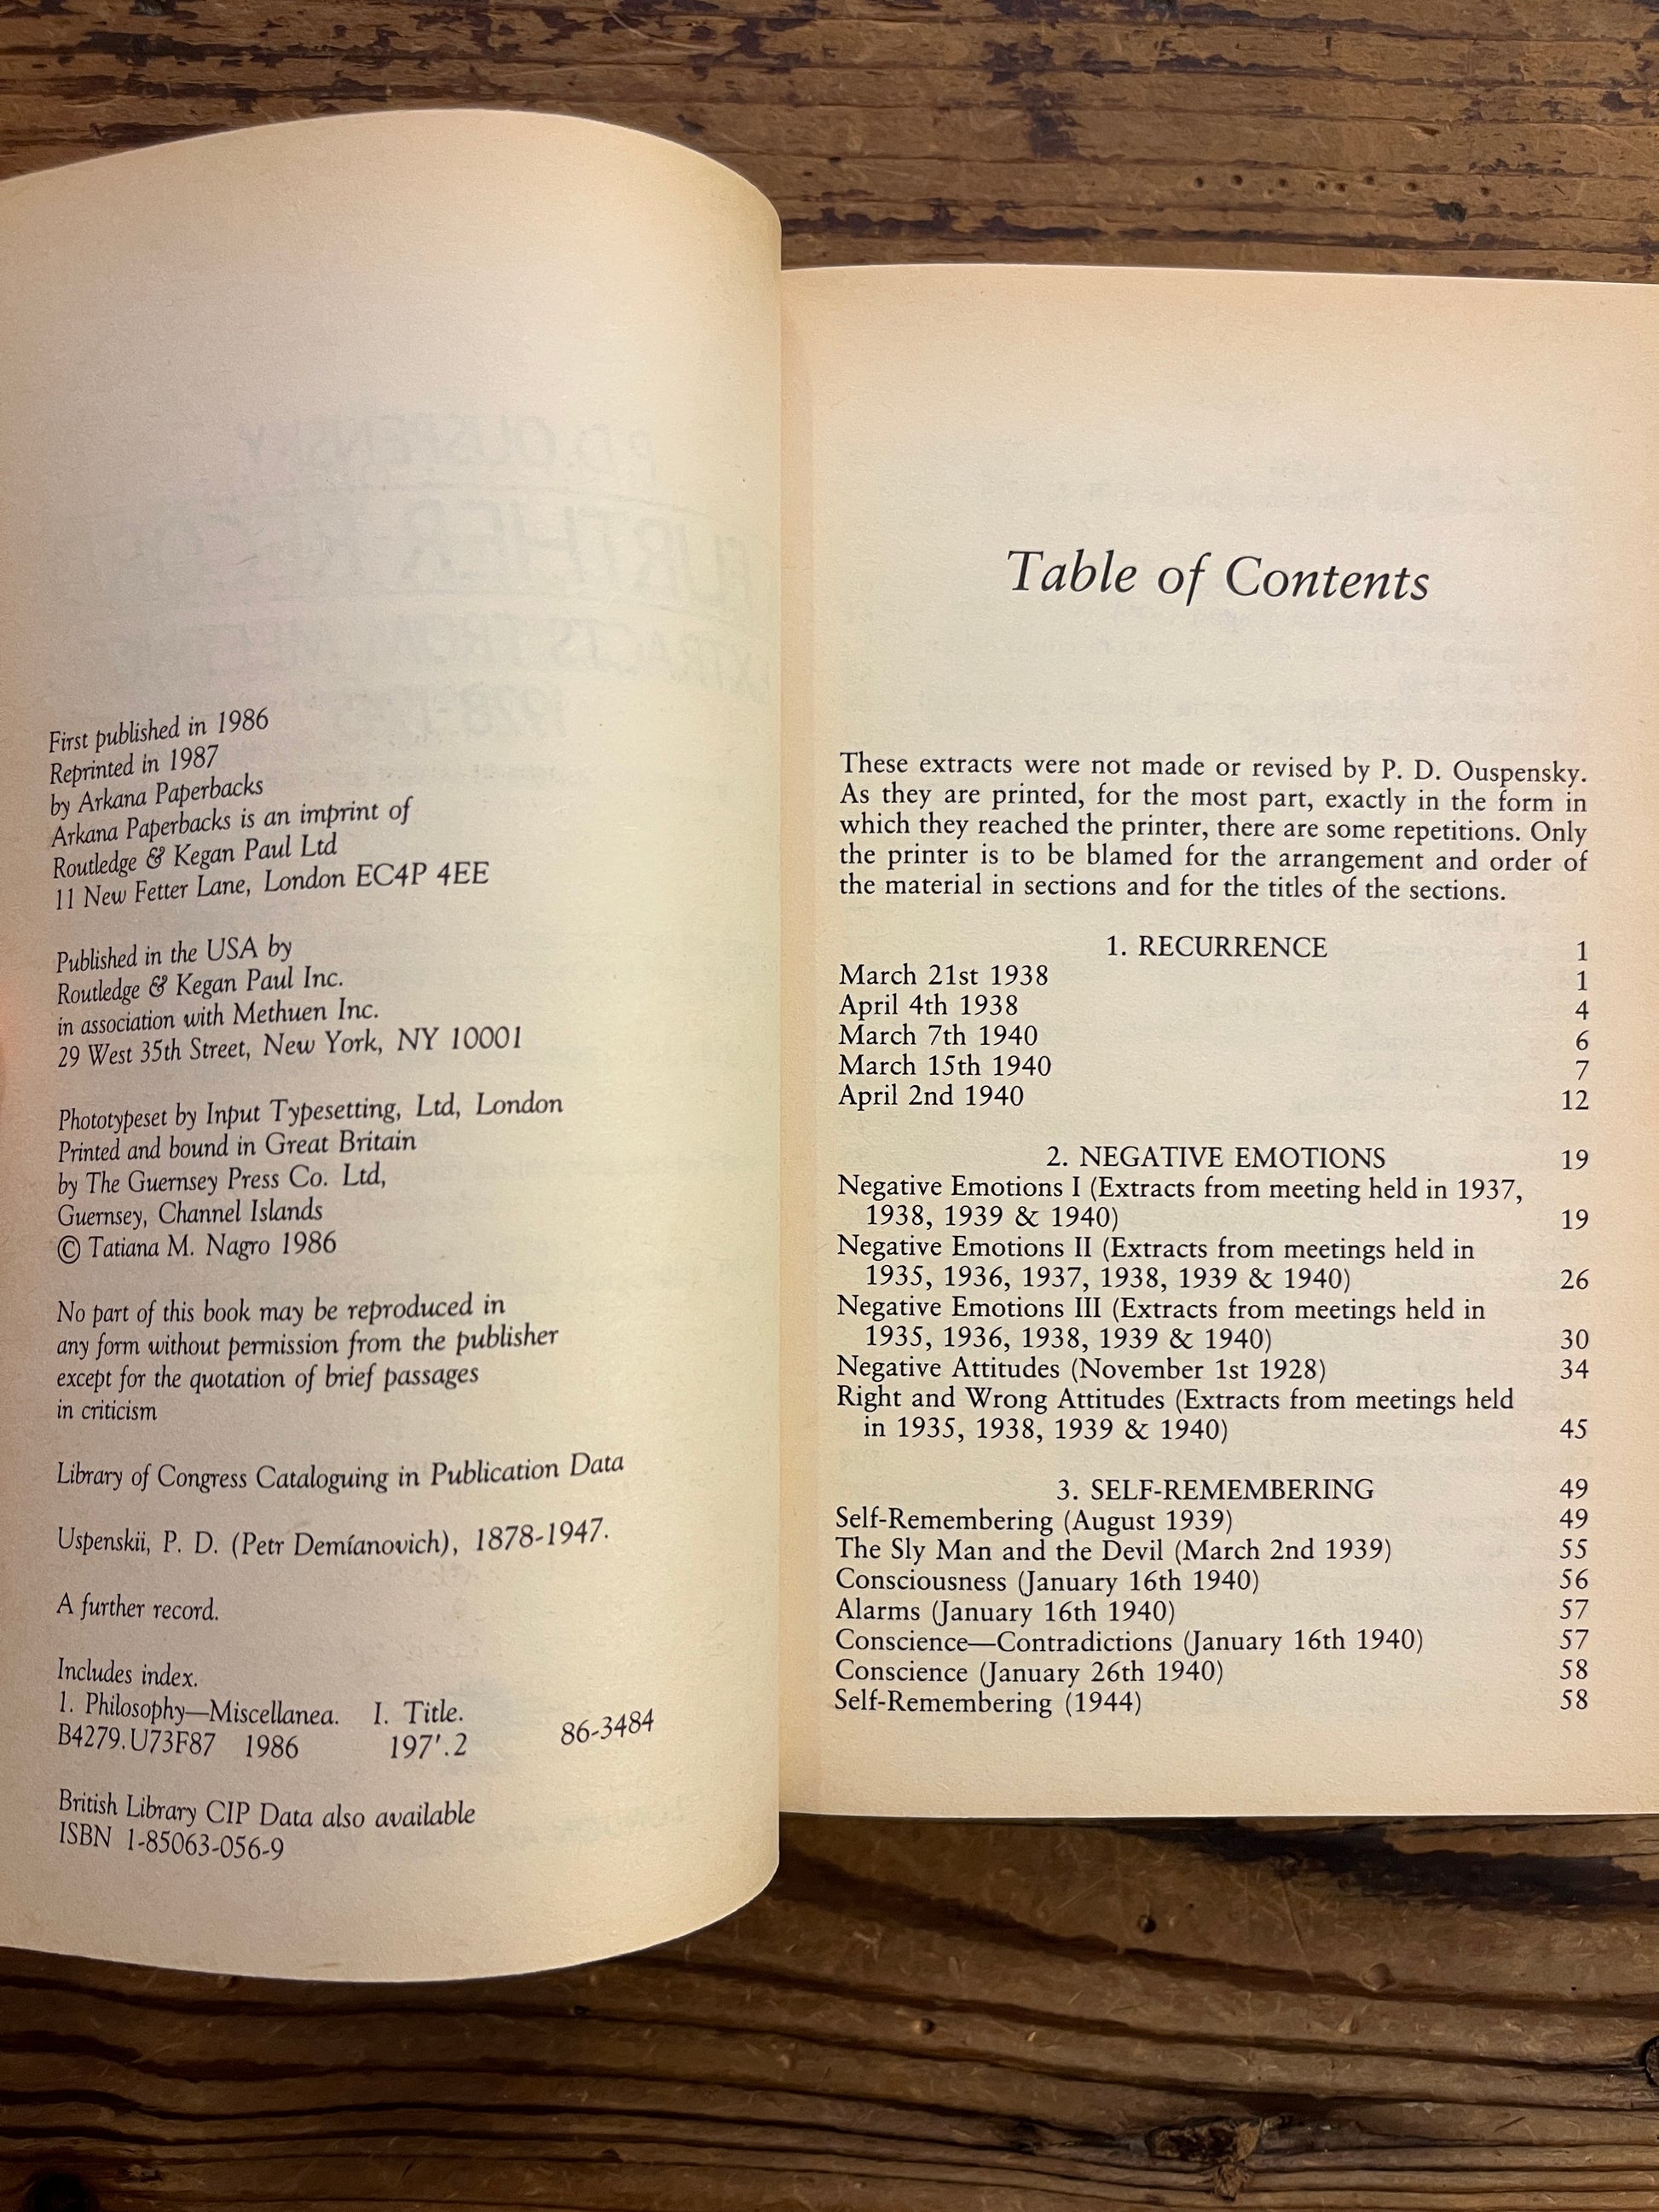 First published in 1986
Reprinted in 1987
by Arkana Paperbacks
Arkana Paperbacks is an imprint of
Routledge & Kegan Paul Ltd
11 New Fetter Lane, London EC4P 4EE
Published in the USA by
Routledge & Kegan Paul Inc.
in association with Methuen Inc.
29 West 35th Street, New York, NY 10001
Phototypeset by Input Typesetting, Ltd, London
Printed and bound in Great Britain
by The Guernsey Press Co. Ltd,
Guernsey, Channel Islands
© Tatiana M. Nagro 1986
No part of this book may be reproduced in
any form without permission from the publisher
except for the quotation of brief passages
in criticism
Library of Congress Cataloguing in Publication Data
Uspenskii, P. D. (Petr Demíanovich), 1878-1947.
A further record.
Includes index.
1. Philosophy—Miscellanea. I. Title.
B4279.U73F87 1986 197'.2 86-3484
British Library CIP Data also available
ISBN 1-85063-056-9
Table of Contents
These extracts were not made or revised by P. D. Ouspensky.
As they are printed, for the most part, exactly in the form in
which they reached the printer, there are some repetitions. Only
the printer is to be blamed for the arrangement and order of
the material in sections and for the titles of the sections.
1. RECURRENCE 1
March 21st 1938 1
April 4th 1938 4
March 7th 1940 6
March 15th 1940 7
April 2nd 1940 12
2. NEGATIVE EMOTIONS 19
Negative Emotions I (Extracts from meeting held in 1937,
1938, 1939 & 1940) 19
Negative Emotions II (Extracts from meetings held in
1935, 1936, 1937, 1938, 1939 & 1940) 26
Negative Emotions III (Extracts from meetings held in
1935, 1936, 1938, 1939 & 1940) 30
Negative Attitudes (November 1st 1928) 34
Right and Wrong Attitudes (Extracts from meetings held
in 1935, 1938, 1939 & 1940) 45
3. SELF-REMEMBERING 49
Self-Remembering (August 1939) 49
The Sly Man and the Devil (March 2nd 1939) 55
Consciousness (January 16th 1940) 56
Alarms (January 16th 1940) 57
Conscience—Contradictions (January 16th 1940) 57
Conscience (January 26th 1940) 58
Self-Remembering (1944) 58